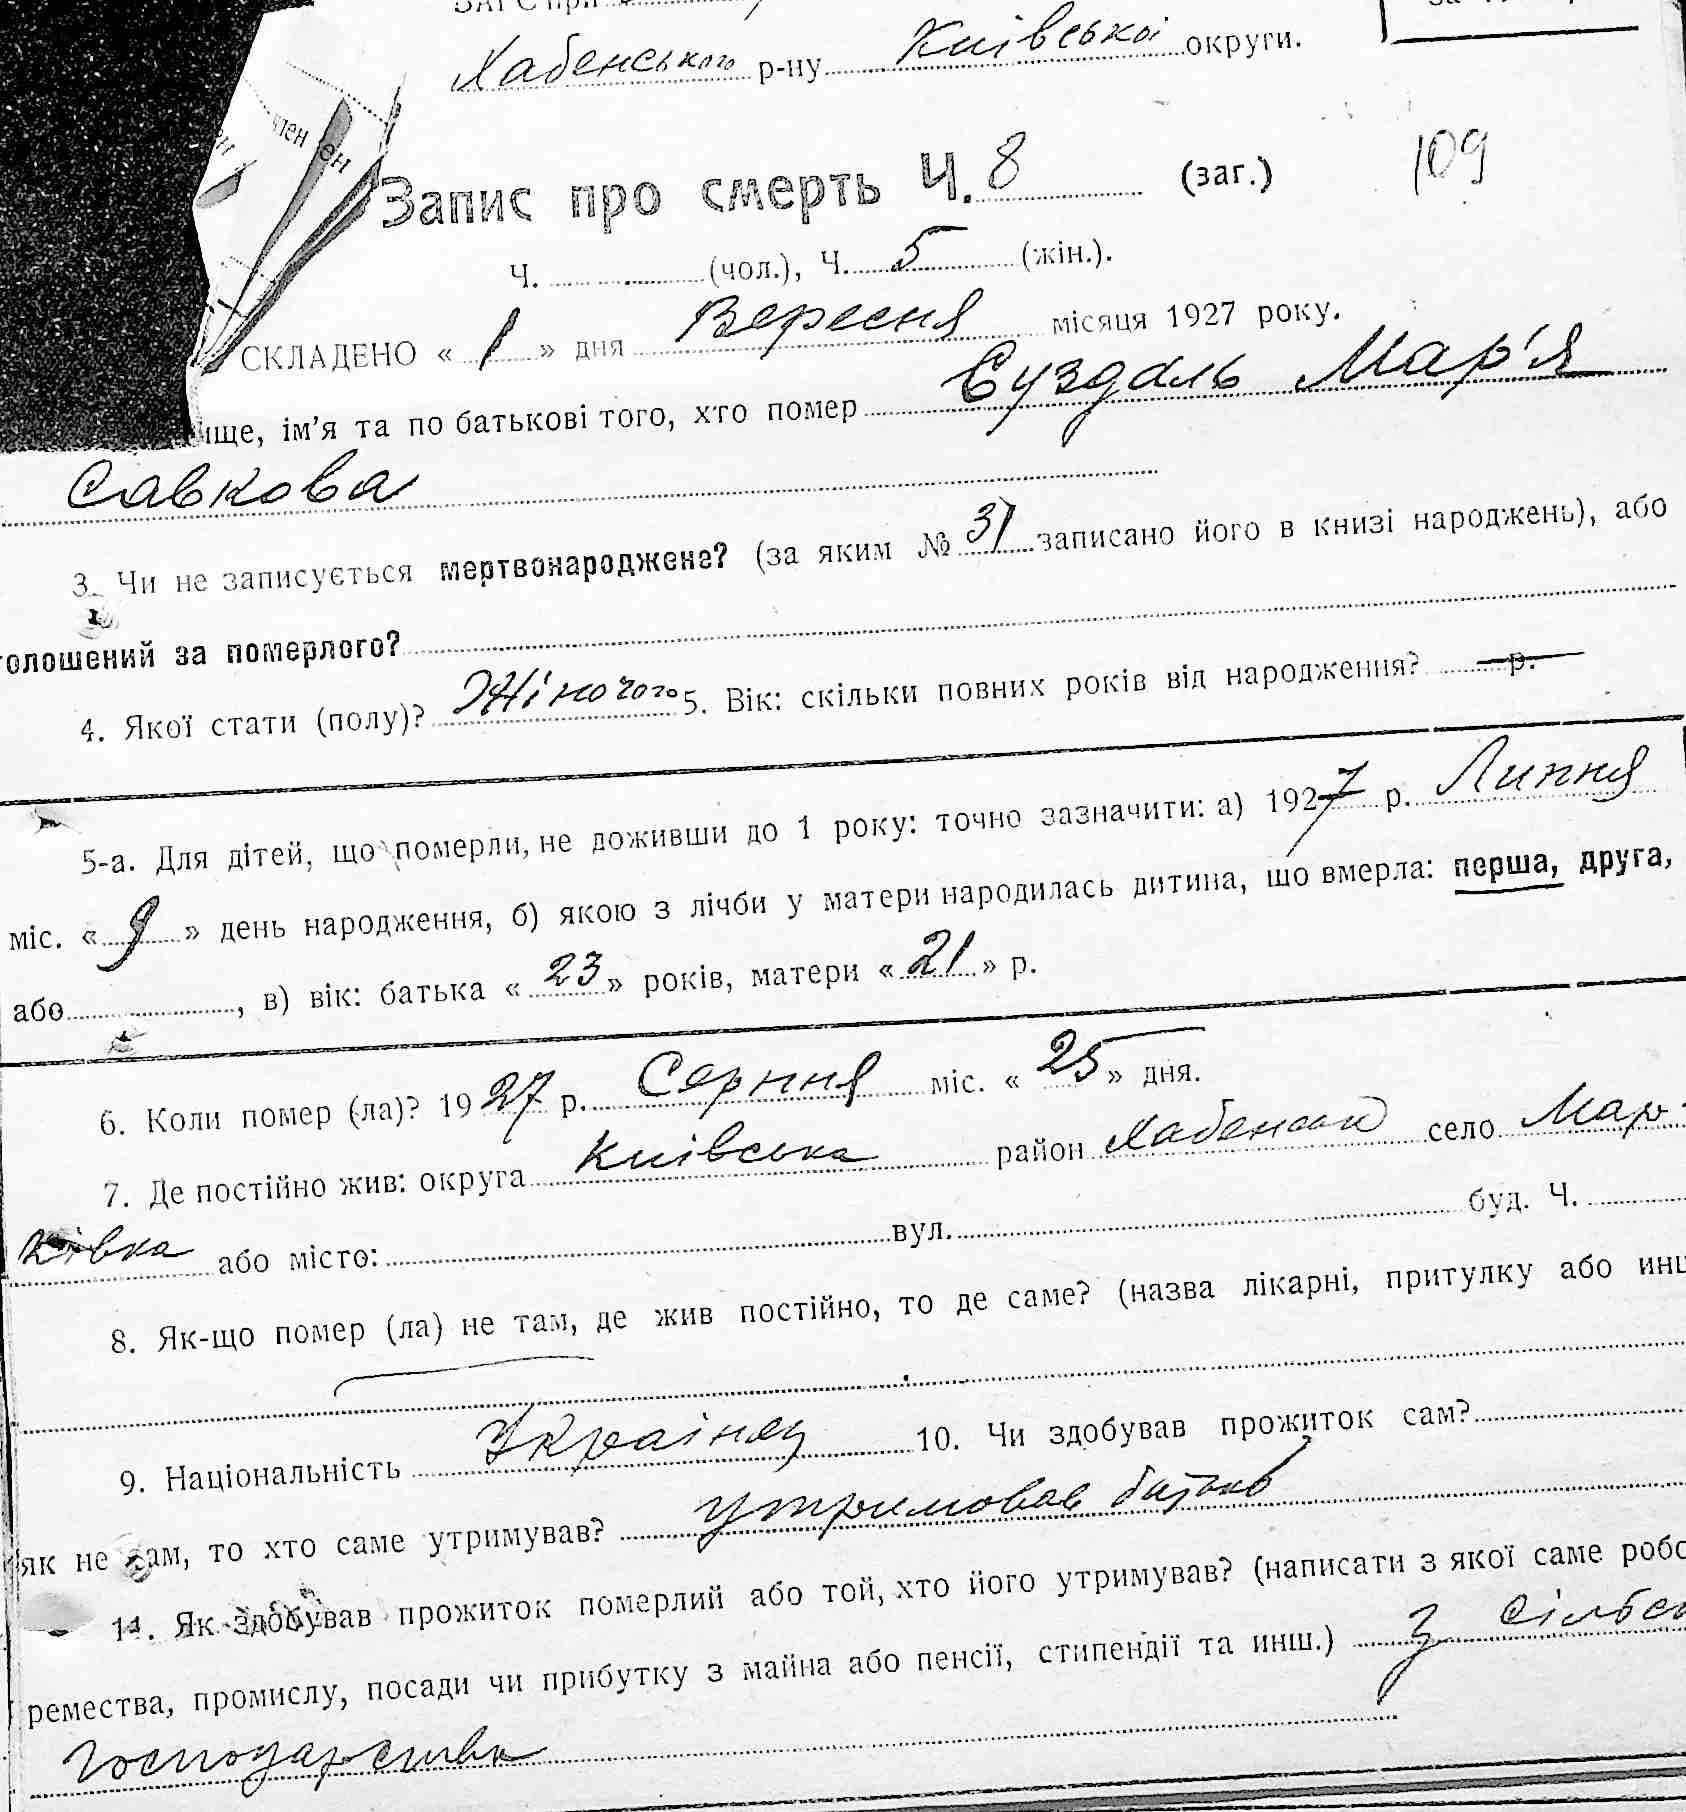 ЗАГС при
Хабенського р-ну Київської округи.
член
Запис про смерть Ч. 8 (заг.) 109
Ч. (чол.), Ч. 5 (жін.).
СКЛАДЕНО « 1 » дня Вересня місяця 1927 року.
ище, ім’я та по батькові того, хто помер Суздаль Мар'я
Савкова
3. Чи не записується мертвонароджене? (за яким № 31 записано його в книзі народжень), або
голошений за померлого?
4. Якої стати (полу)? Жіночого 5. Вік: скільки повних років від народження? р.
5-а. Для дітей, що померли, не доживши до 1 року: точно зазначити: а) 1927 р. Липня
міс. « 9 » день народження, б) якою з лічби у матери народилась дитина, що вмерла: перша, друга,
або , в) вік: батька « 23 » років, матери « 21 » р.
6. Коли помер (ла)? 1927 р. Серпня міс. « 25 » дня.
7. Де постійно жив: округа Київська район Хабенськ село Мар-
ківка або місто: вул. буд. Ч.
8. Як-що помер (ла) не там, де жив постійно, то де саме? (назва лікарні, притулку або инш
9. Національність Українец 10. Чи здобував прожиток сам?
як не сам, то хто саме утримував? утримовав батько
11. Як здобував прожиток померлий або той, хто його утримував? (написати з якої саме робо
ремества, промислу, посади чи прибутку з майна або пенсії, стипендії та инш.) З сільськ
господарства